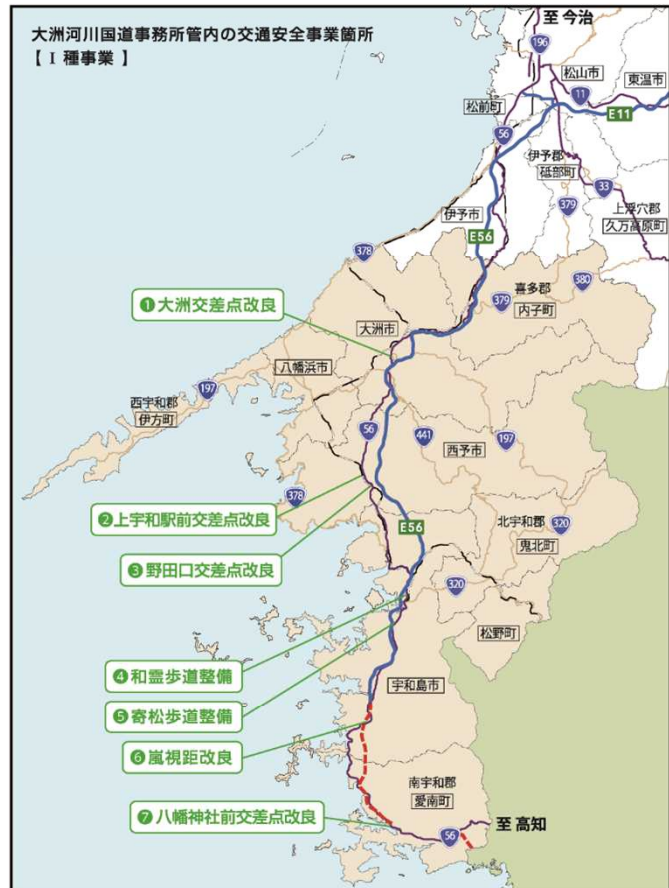 大洲河川国道事務所管内の交通安全事業箇所
【 Ⅰ 種事業 】
至 今治
196
松山市
東温市
11
松前町
E11
56
伊予郡
砥部町
33
379
上浮穴郡
久万高原町
伊予市
E56
378
380
喜多郡
379
内子町
❶大洲交差点改良
大洲市
八幡浜市
197
西宇和郡
伊方町
56
441
197
西予市
❷上宇和駅前交差点改良
378
北宇和郡
320
鬼北町
E56
❸野田口交差点改良
320
松野町
❹和霊歩道整備
宇和島市
❺寄松歩道整備
❻嵐視距改良
南宇和郡
愛南町
❼八幡神社前交差点改良
至 高知
56